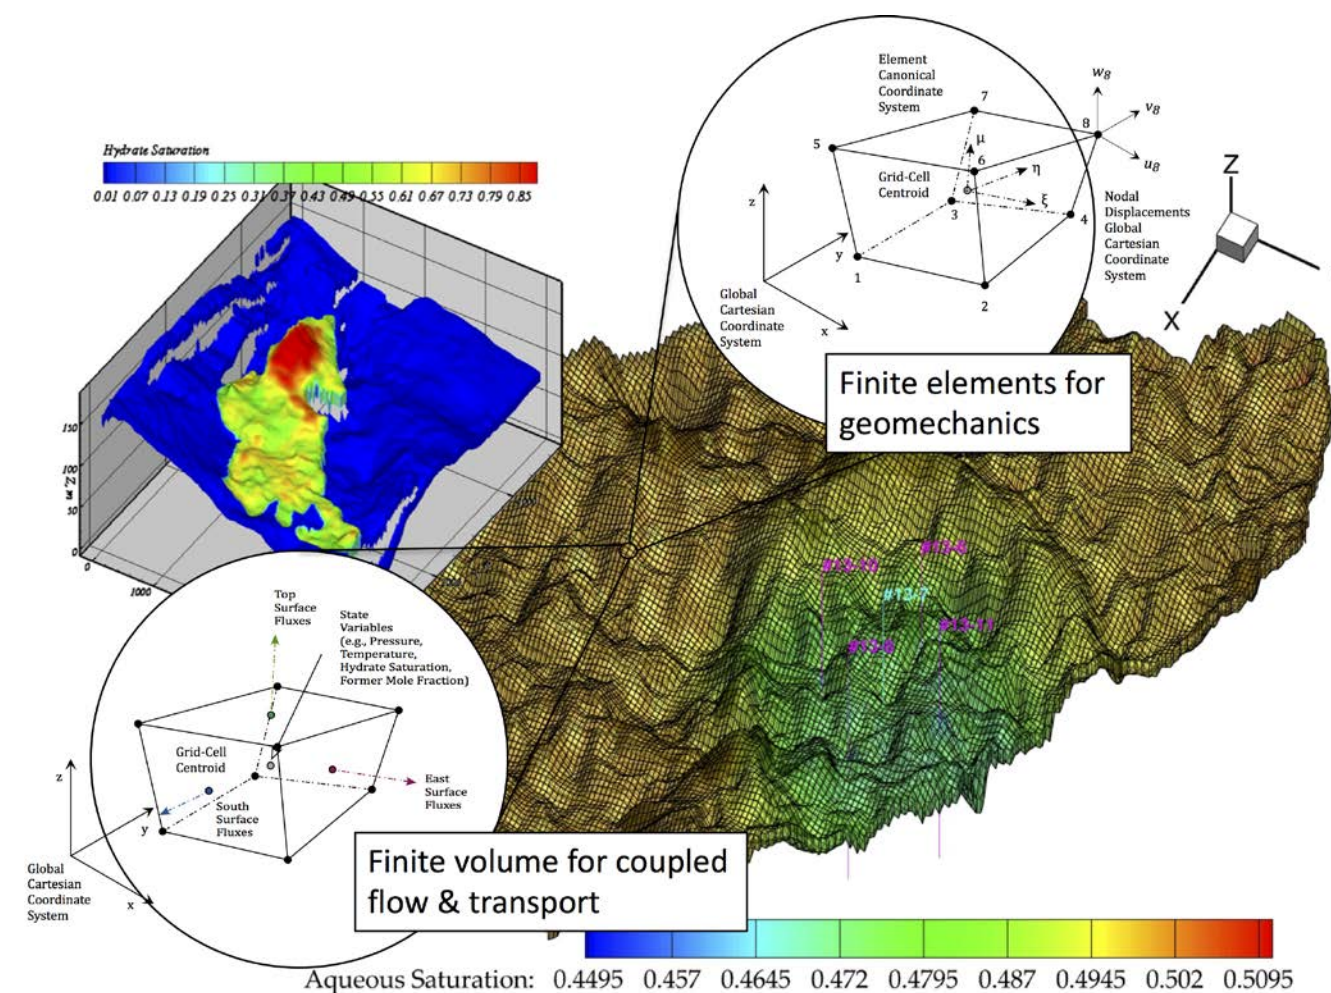 Hydrate Saturation
0.01 0.07 0.13 0.19 0.25 0.31 0.37 0.43 0.49 0.55 0.61 0.67 0.73 0.79 0.85
150
100
50
0
Z, m
0
1000
Element
Canonical
Coordinate
System
7
8
w8
v8
u8
5
6
μ
η
ξ
Grid-Cell
Centroid
3
4
1
2
z
y
x
Global
Cartesian
Coordinate
System
Nodal
Displacements
Global
Cartesian
Coordinate
System
Z
X
Finite elements for
geomechanics
#13-10
#13-7
#13-11
Top
Surface
Fluxes
State
Variables
(e.g., Pressure,
Temperature,
Hydrate Saturation,
Former Mole Fraction)
Grid-Cell
Centroid
East
Surface
Fluxes
South
Surface
Fluxes
z
y
x
Global
Cartesian
Coordinate
System
Finite volume for coupled
flow & transport
Aqueous Saturation: 0.4495 0.457 0.4645 0.472 0.4795 0.487 0.4945 0.502 0.5095